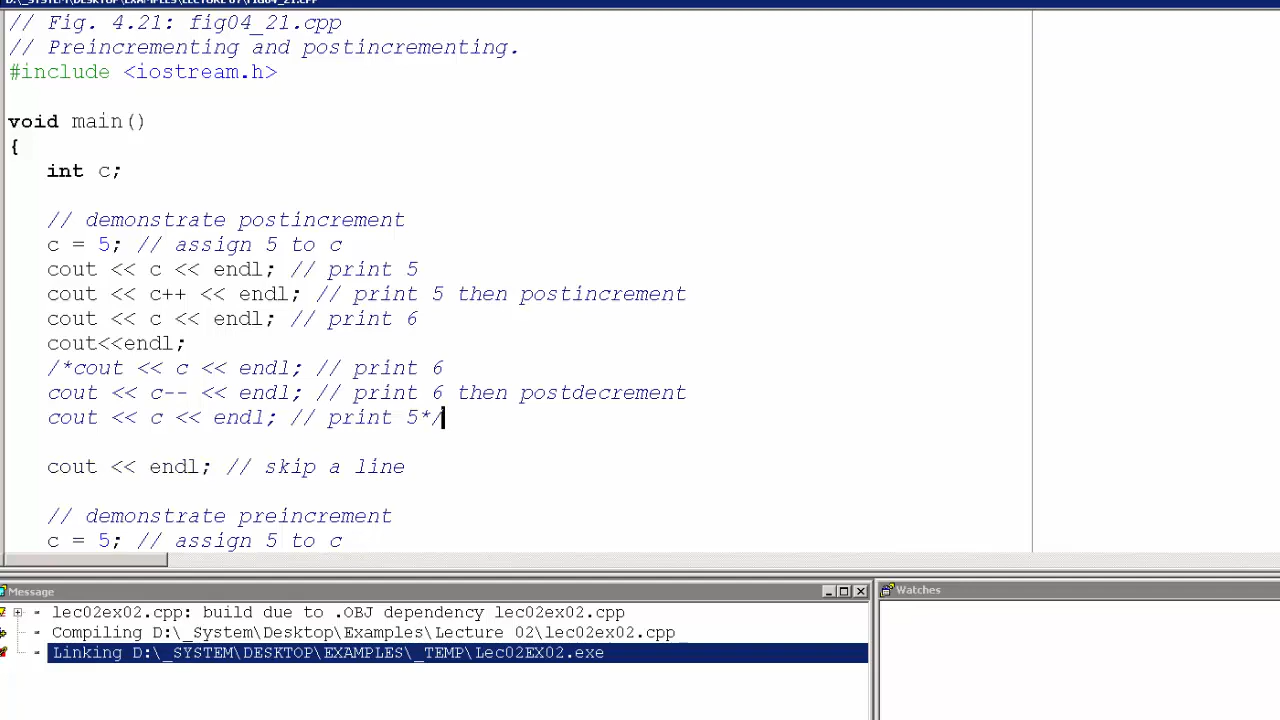 D:\_SYSTEM\DESKTOP\EXAMPLES\LECTURE 07\FIG04_21.CPP
// Fig. 4.21: fig04_21.cpp
// Preincrementing and postincrementing.
#include <iostream.h>
void main()
{
int c;
// demonstrate postincrement
c = 5; // assign 5 to c
cout << c << endl; // print 5
cout << c++ << endl; // print 5 then postincrement
cout << c << endl; // print 6
cout<<endl;
/*cout << c << endl; // print 6
cout << c-- << endl; // print 6 then postdecrement
cout << c << endl; // print 5*/
cout << endl; // skip a line
// demonstrate preincrement
c = 5; // assign 5 to c
Message
Watches
lec02ex02.cpp: build due to .OBJ dependency lec02ex02.cpp
Compiling D:\_System\Desktop\Examples\Lecture 02\lec02ex02.cpp
Linking D:\_SYSTEM\DESKTOP\EXAMPLES\_TEMP\Lec02EX02.exe